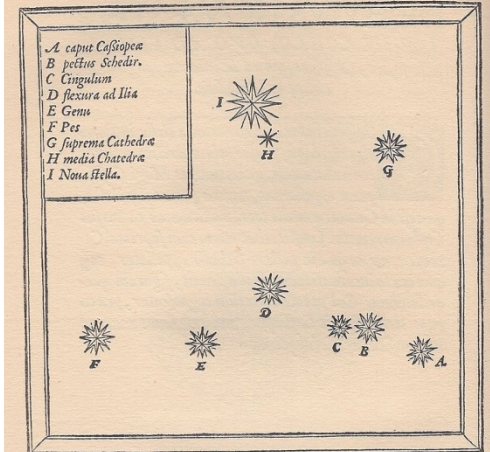 A caput Caſsiopeæ
B pectus Schedir.
C Cingulum
D flexura ad Ilia
E Genu
F Pes
G ſuprema Cathedræ
H media Chatedræ
I Noua ſtella.
I
H
G
D
C B
F E A